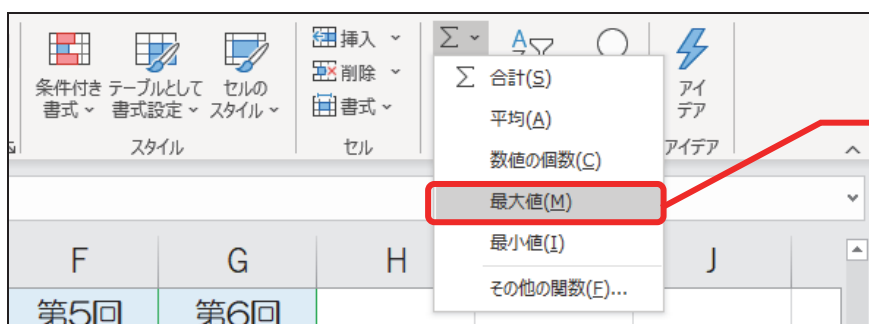 挿入
削除
書式
条件付き
書式
テーブルとして
書式設定
セルの
スタイル
スタイル
セル
Σ
Σ 合計(S)
平均(A)
数値の個数(C)
最大値(M)
最小値(I)
その他の関数(F)...
アイ
デア
アイデア
F G H J
第5回 第6回